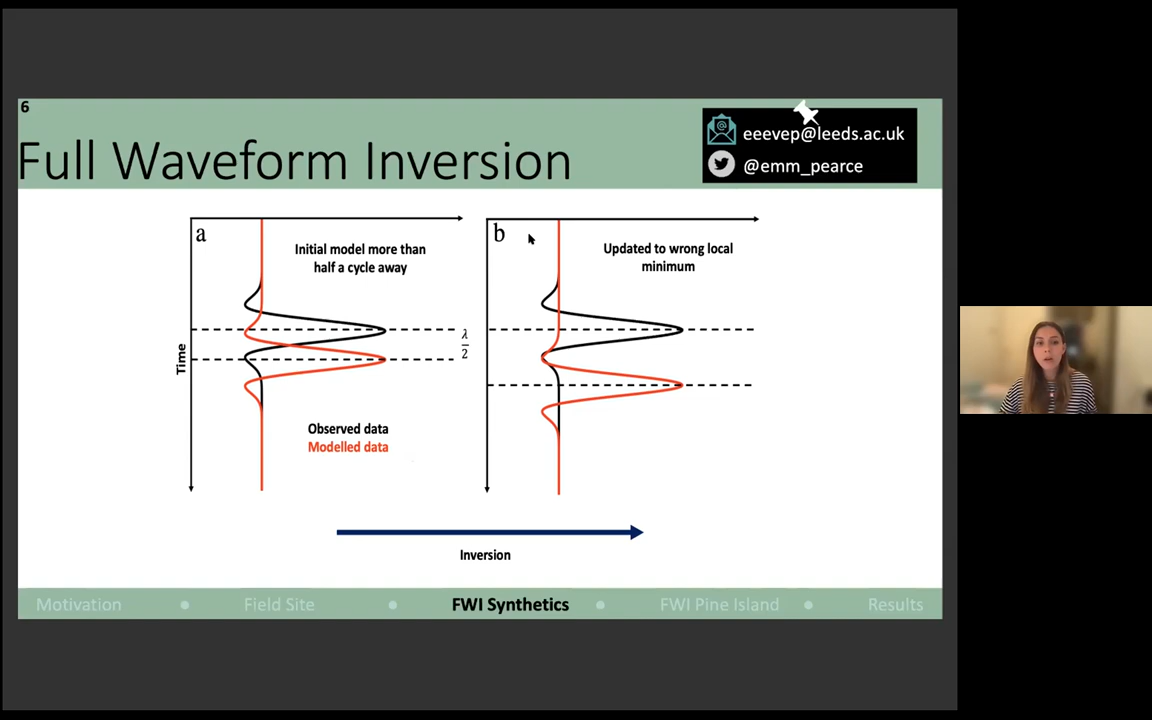 6
Full Waveform Inversion
eeevep@leeds.ac.uk
@emm_pearce
a
Initial model more than
half a cycle away
λ
2
Time
Observed data
Modelled data
b
Updated to wrong local
minimum
Inversion
Motivation
Field Site
FWI Synthetics
FWI Pine Island
Results